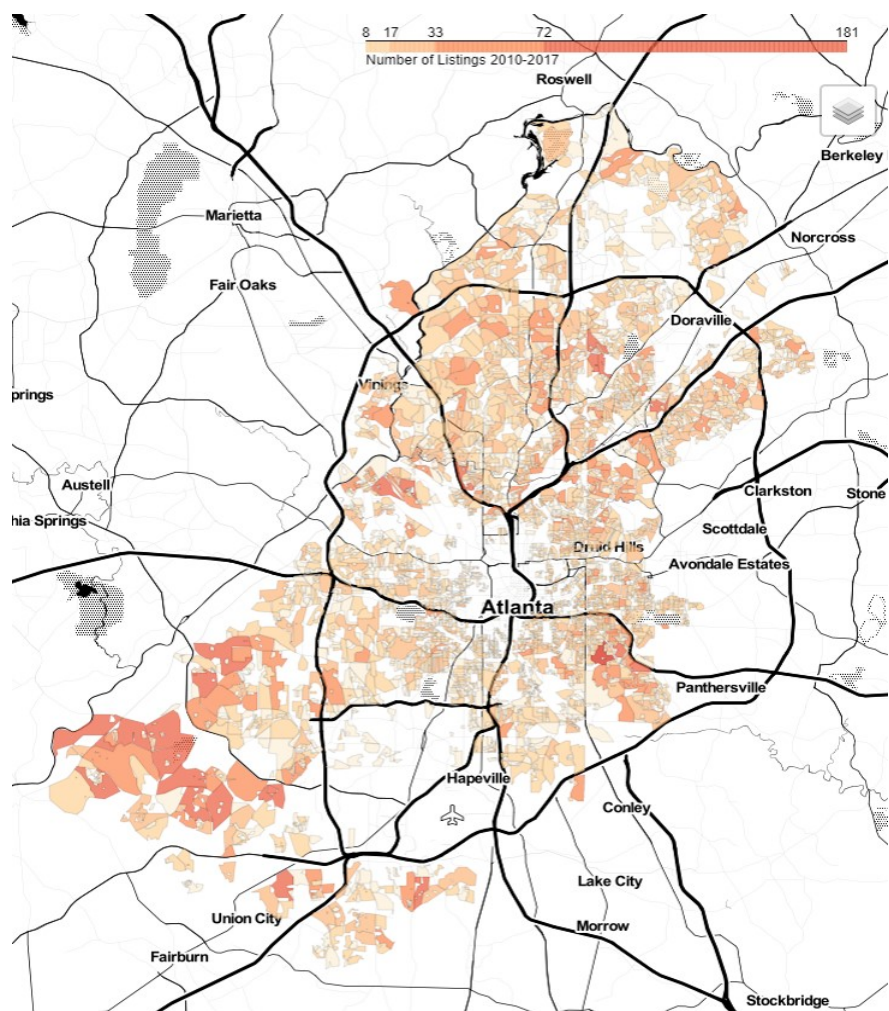 8 17 33 72 181
Number of Listings 2010-2017
Roswell
Berkeley
Marietta
Norcross
Fair Oaks
Doraville
Vinings
prings
Austell
Clarkston
Stone
hia Springs
Scottdale
Druid Hills
Avondale Estates
Atlanta
Panthersville
Hapeville
Conley
Lake City
Union City
Morrow
Fairburn
Stockbridge